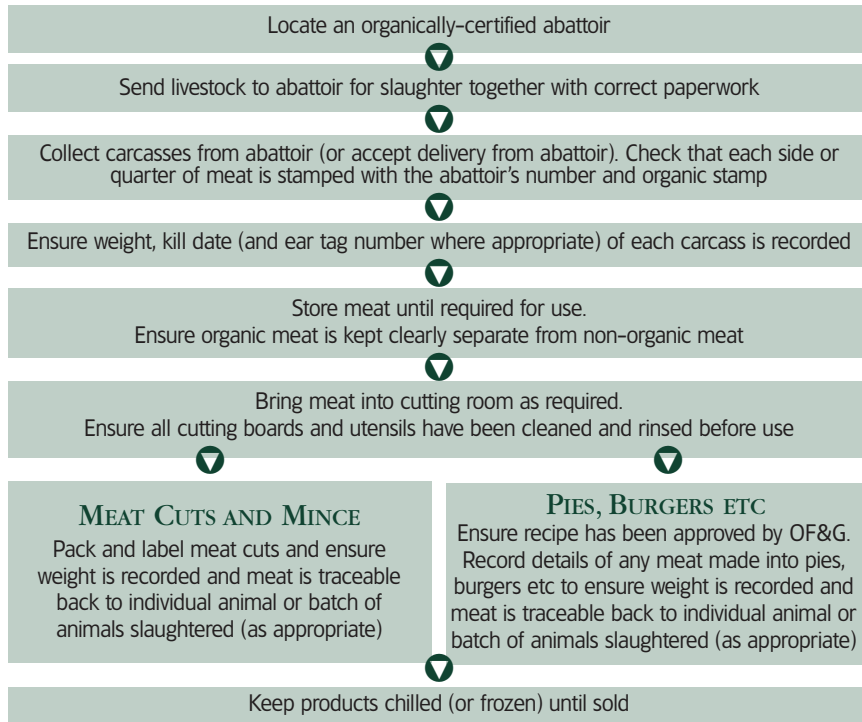 Locate an organically-certified abattoir
Send livestock to abattoir for slaughter together with correct paperwork
Collect carcasses from abattoir (or accept delivery from abattoir). Check that each side or
quarter of meat is stamped with the abattoir's number and organic stamp
Ensure weight, kill date (and ear tag number where appropriate) of each carcass is recorded
Store meat until required for use.
Ensure organic meat is kept clearly separate from non-organic meat
Bring meat into cutting room as required.
Ensure all cutting boards and utensils have been cleaned and rinsed before use
MEAT CUTS AND MINCE
Pack and label meat cuts and ensure
weight is recorded and meat is traceable
back to individual animal or batch of
animals slaughtered (as appropriate)
PIES, BURGERS ETC
Ensure recipe has been approved by OF&G.
Record details of any meat made into pies,
burgers etc to ensure weight is recorded and
meat is traceable back to individual animal or
batch of animals slaughtered (as appropriate)
Keep products chilled (or frozen) until sold